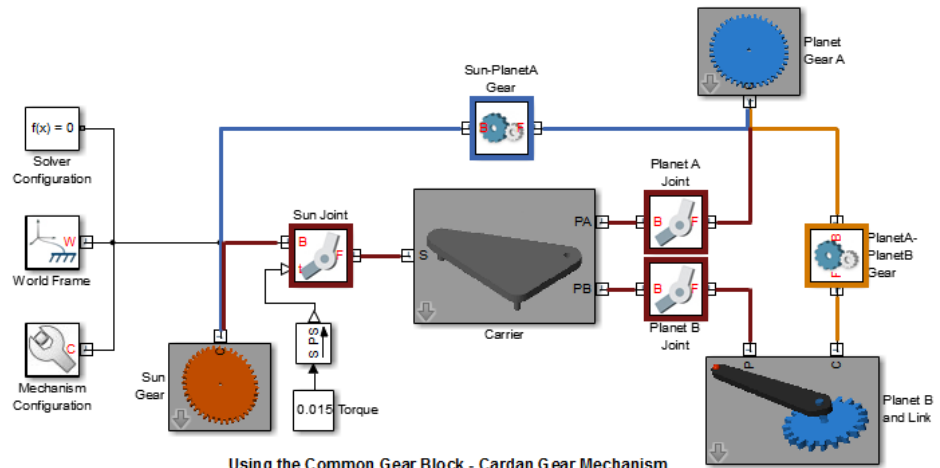 Planet
Gear A
Sun-PlanetA
Gear
B
F
f(x) = 0
Solver
Configuration
Planet A
Joint
Sun Joint
PA
B
F
W
B
F
t
S
B
F
PlanetA-
PlanetB
Gear
World Frame
PB
B
F
Carrier
Planet B
Joint
S PS
C
C
Mechanism
Configuration
Sun
Gear
0.015
Torque
P
C
Planet B
and Link
Using the Common Gear Block - Cardan Gear Mechanism